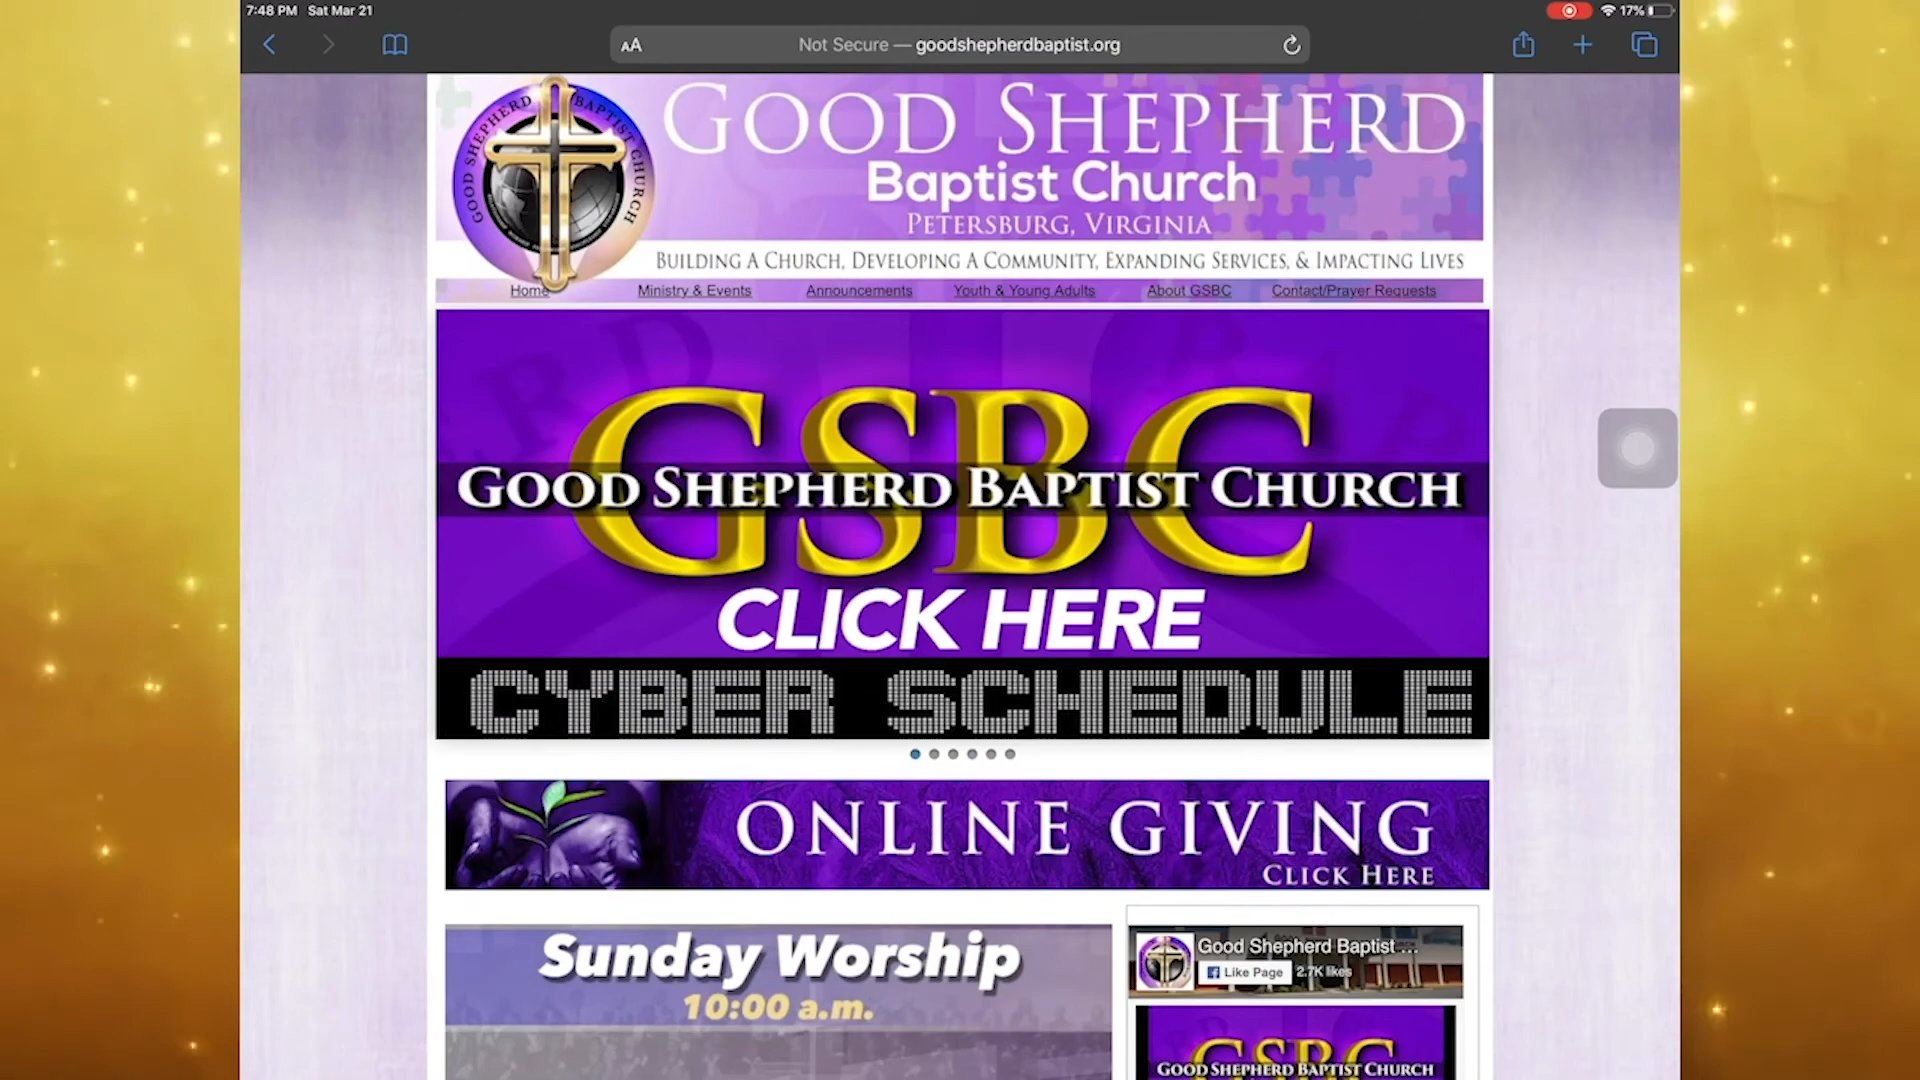 7:48 PM Sat Mar 21
17%
AA
Not Secure — goodshepherdbaptist.org
GOOD SHEPHERD BAPTIST CHURCH
GOOD SHEPHERD
Baptist Church
PETERSBURG, VIRGINIA
BUILDING A CHURCH, DEVELOPING A COMMUNITY, EXPANDING SERVICES, & IMPACTING LIVES
Home Ministry & Events Announcements Youth & Young Adults About GSBC Contact/Prayer Requests
GSBC
GOOD SHEPHERD BAPTIST CHURCH
CLICK HERE
CYBER SCHEDULE
ONLINE GIVING
CLICK HERE
Sunday Worship
10:00 a.m.
Good Shepherd Baptist ...
Like Page 2.7K likes
GSBC
GOOD SHEPHERD BAPTIST CHURCH